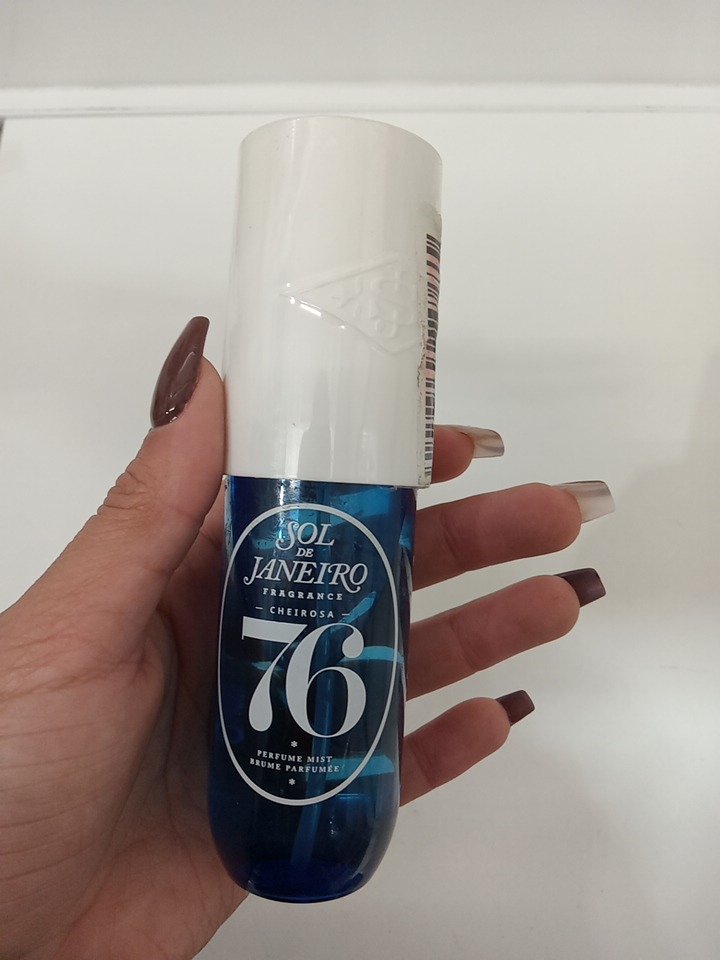 SOL
DE
JANEIRO
FRAGRANCE
— CHEIROSA —
76
PERFUME MIST
BRUME PARFUMÉE